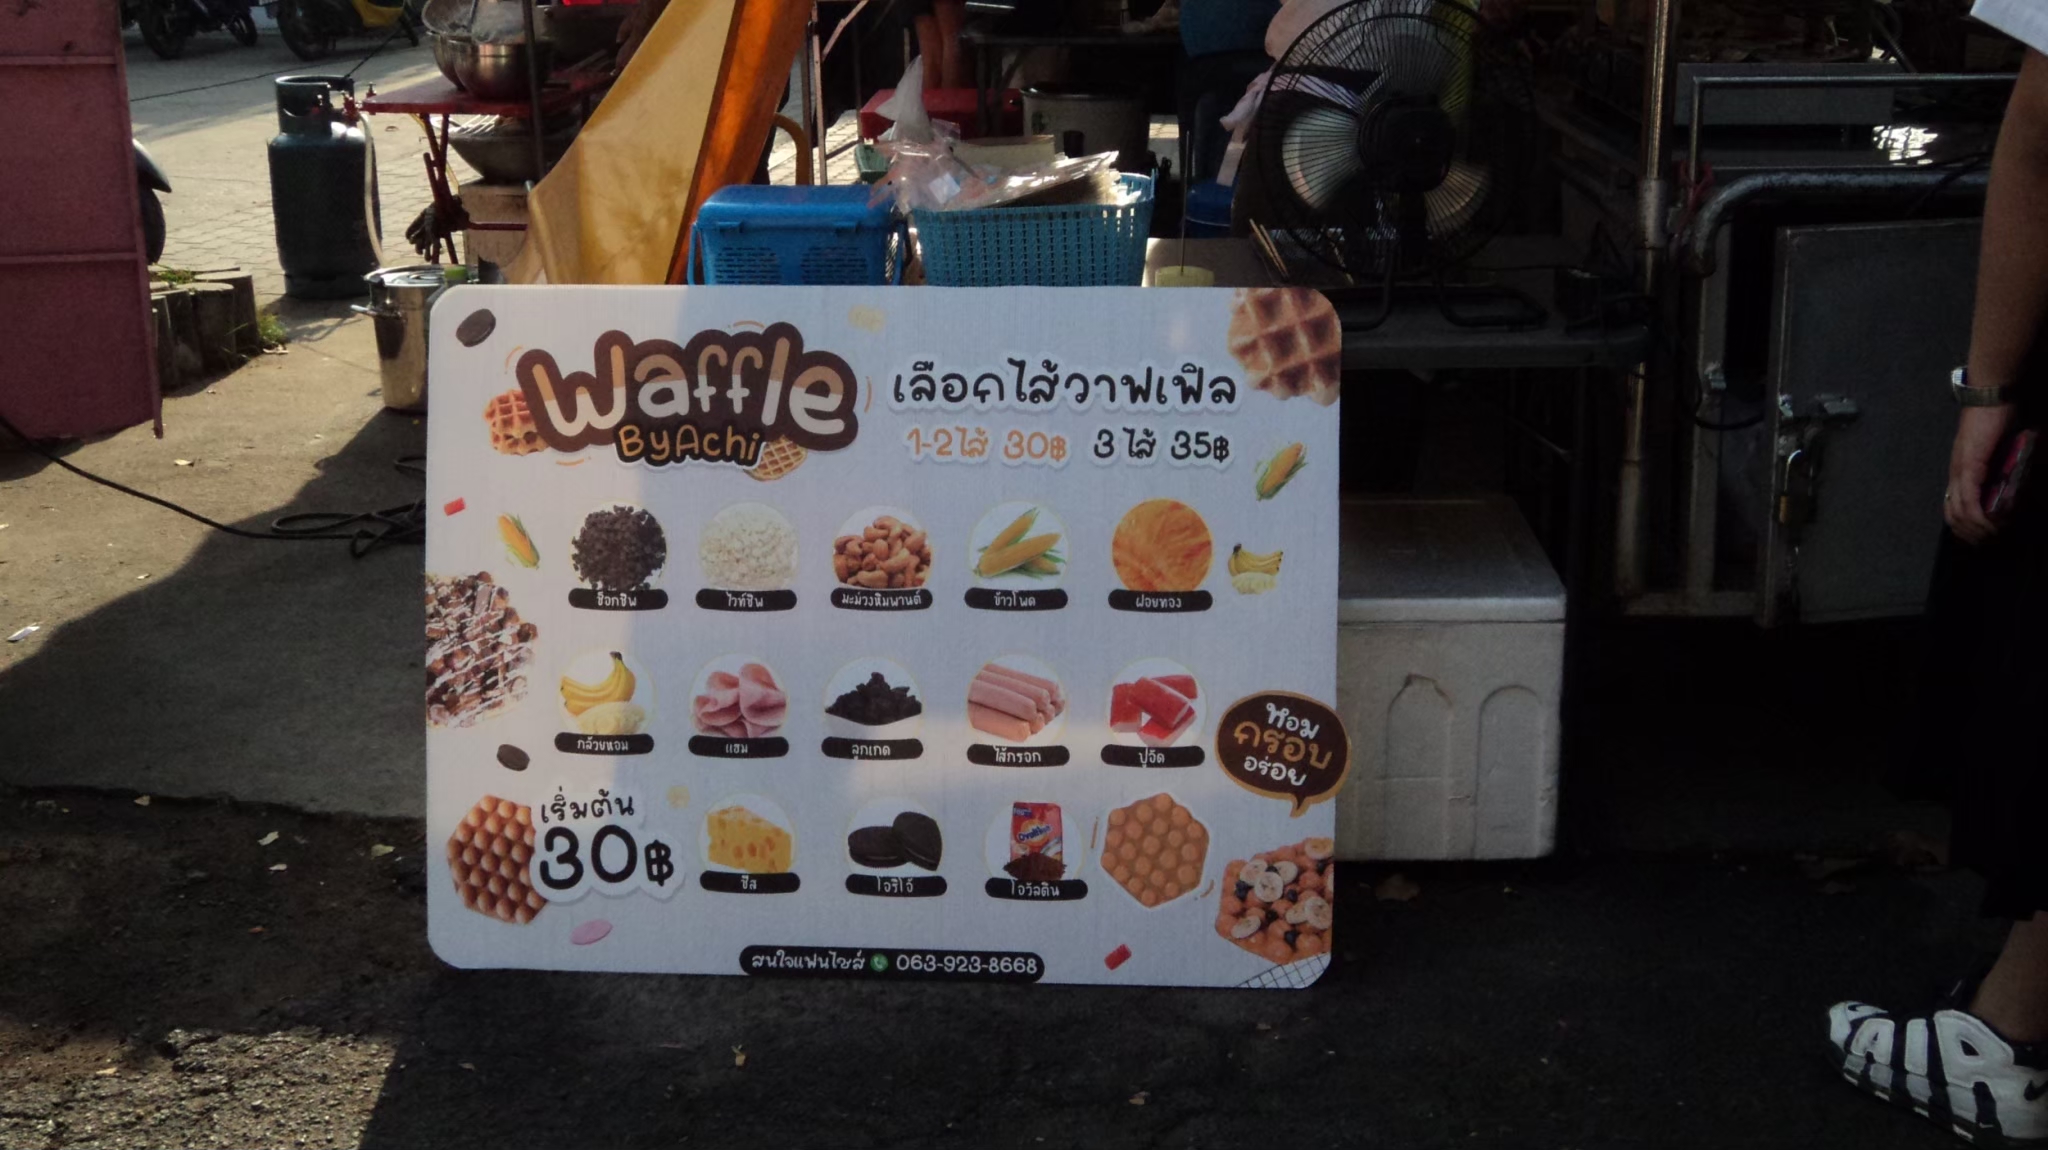 Waffle
ByAchi
เลือกไส้วาฟเฟิล
1-2 ไส้ 30฿ 3 ไส้ 35฿
ช็อกชิพ ไวท์ชิพ มะม่วงหิมพานต์ ข้าวโพด ฝอยทอง
กล้วยหอม แฮม ลูกเกด ไส้กรอก ปูอัด
หอม
กรอบ
อร่อย
เริ่มต้น
30฿
ชีส โอริโอ้ Ovaltine โอวัลติน
สนใจแฟนไชส์ 063-923-8668
AIR